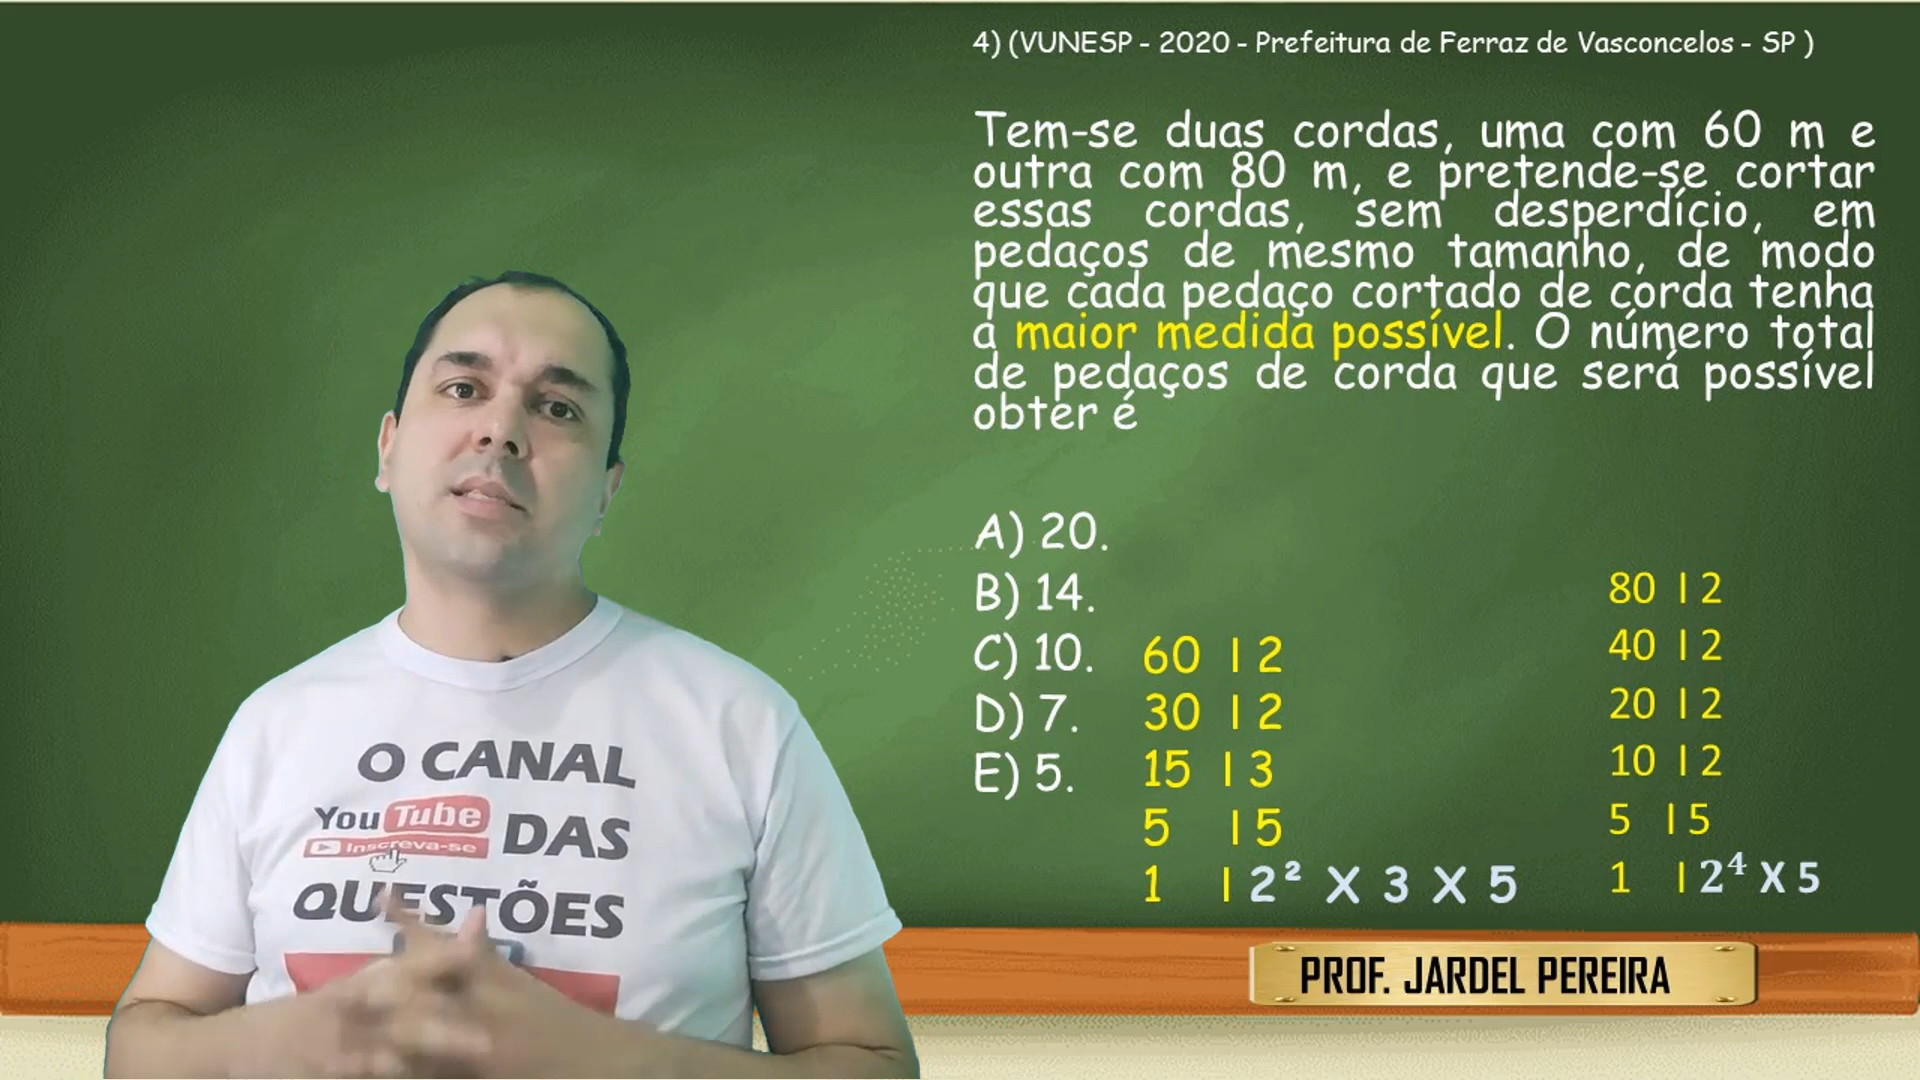 4) (VUNESP - 2020 - Prefeitura de Ferraz de Vasconcelos - SP )
Tem-se duas cordas, uma com 60 m e
outra com 80 m, e pretende-se cortar
essas cordas, sem desperdício, em
pedaços de mesmo tamanho, de modo
que cada pedaço cortado de corda tenha
a maior medida possível. O número total
de pedaços de corda que será possível
obter é
A) 20.
B) 14.
C) 10.
D) 7.
E) 5.
60 I 2
30 I 2
15 I 3
5 I 5
1 I 2² X 3 X 5
80 I 2
40 I 2
20 I 2
10 I 2
5 I 5
1 I 2⁴ X 5
O CANAL
YouTube DAS
Inscreva-se
QUESTÕES
PROF. JARDEL PEREIRA